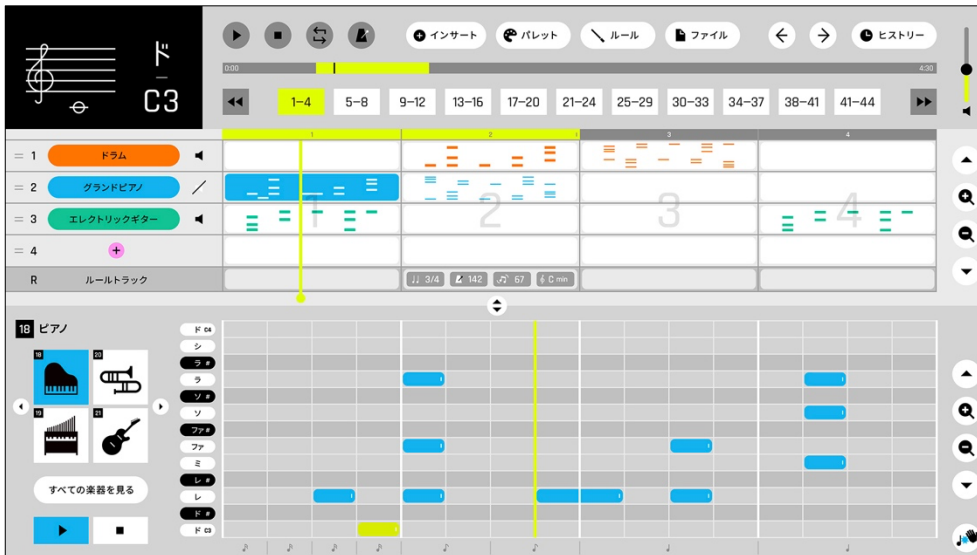 ド
C3
インサート
パレット
ルール
ファイル
ヒストリー
0:00
4:30
1–4
5–8
9–12
13–16
17–20
21–24
25–29
30–33
34–37
38–41
41–44
1
2
3
4
1 ドラム
2 グランドピアノ
3 エレクトリックギター
4 +
1
2
3
4
R ルールトラック
3/4
142
67
C min
18 ピアノ
18
20
19
21
すべての楽器を見る
ド C4
シ
ラ #
ラ
ソ #
ソ
ファ #
ファ
ミ
レ #
レ
ド #
ド C3